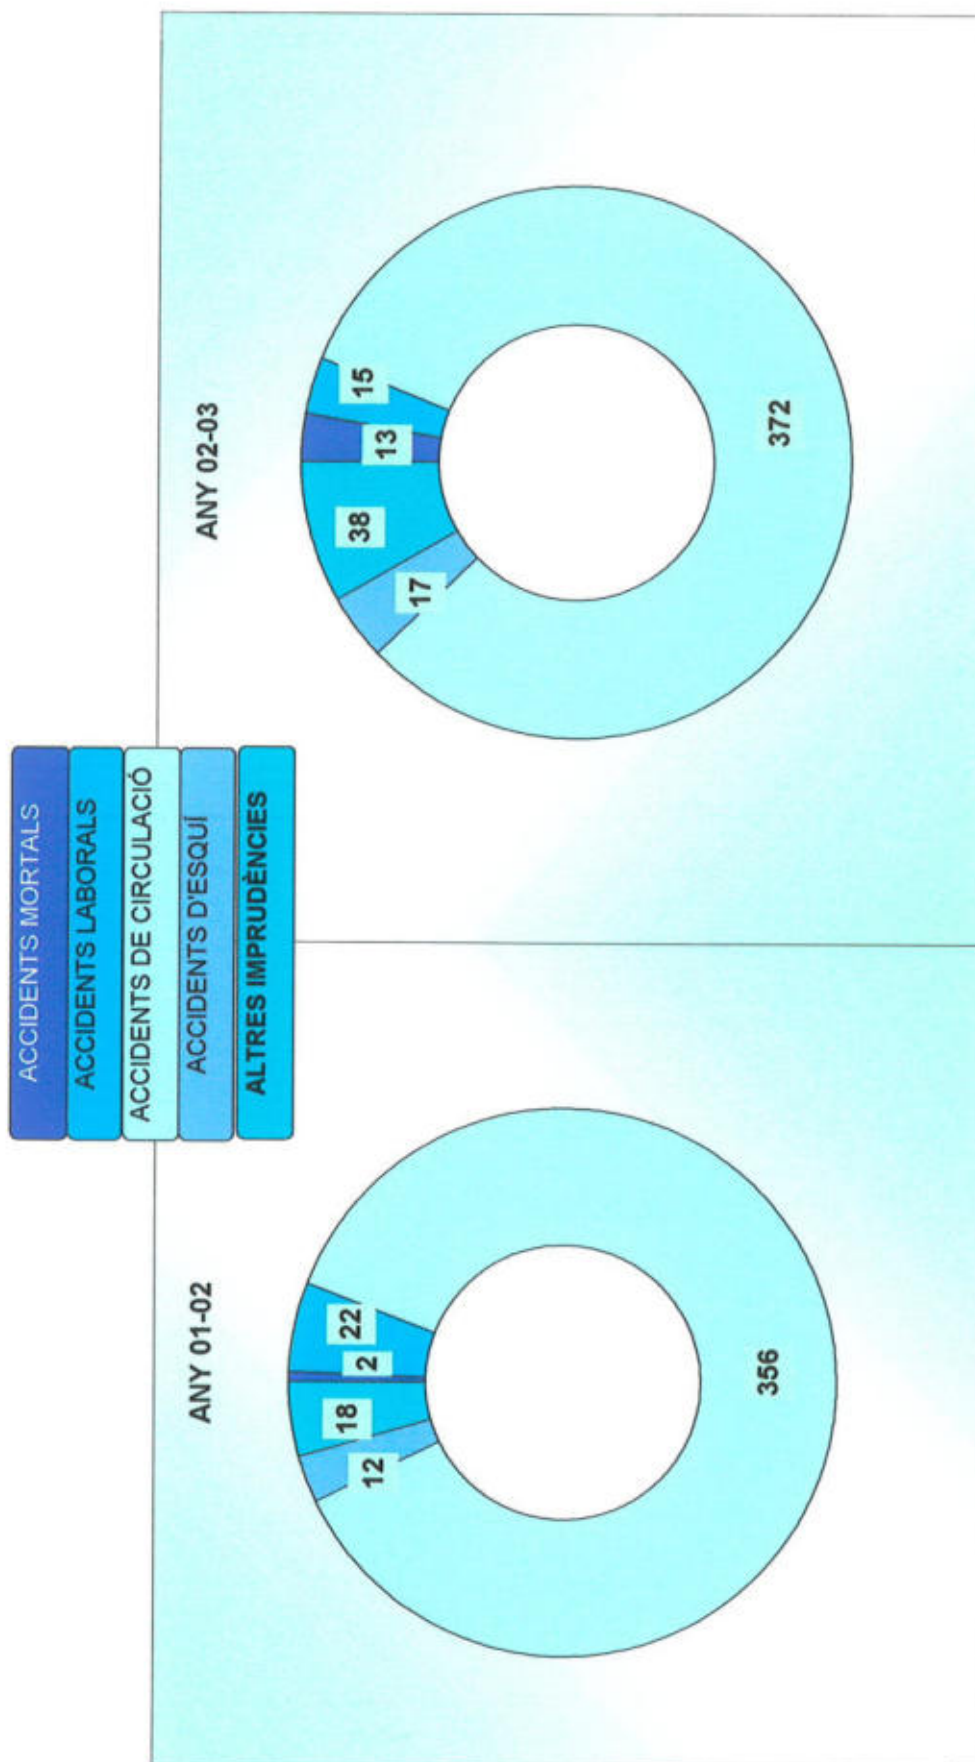 ACCIDENTS MORTALS
ACCIDENTS LABORALS
ACCIDENTS DE CIRCULACIÓ
ACCIDENTS D'ESQUÍ
ALTRES IMPRUDÈNCIES
ANY 01-02
18
2
22
12
356
ANY 02-03
38
13
15
17
372